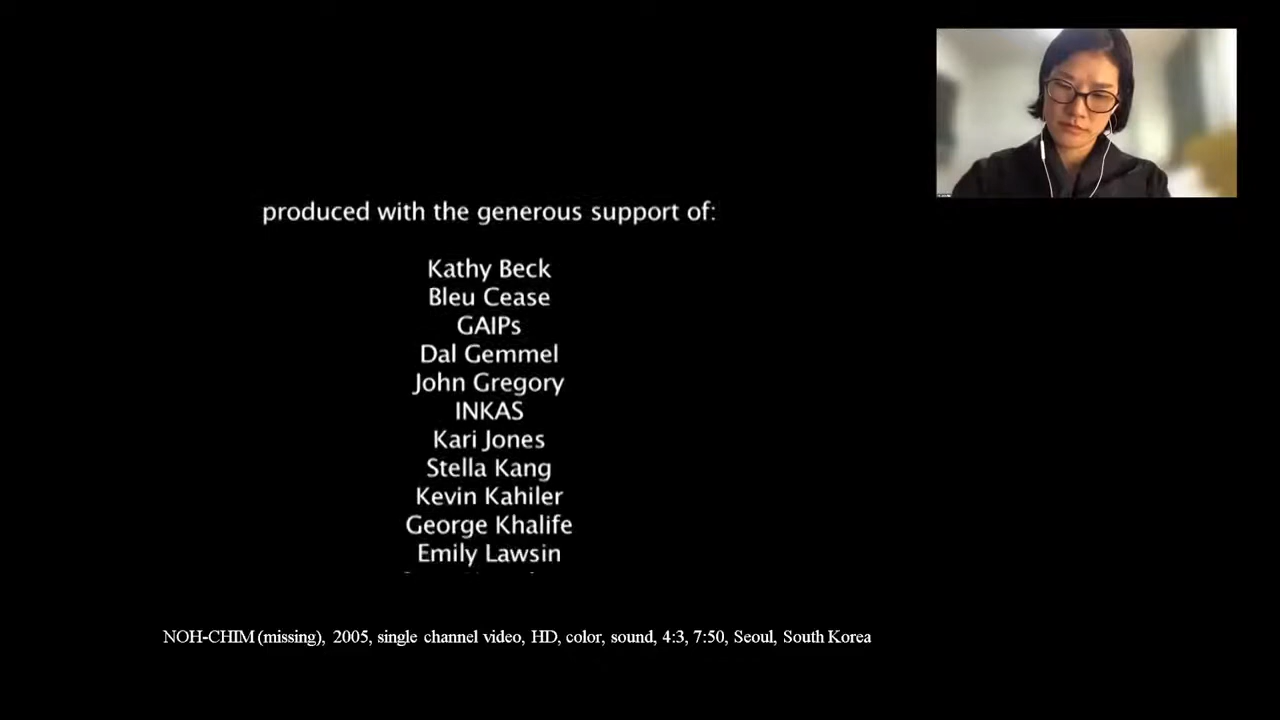 produced with the generous support of:
Kathy Beck
Bleu Cease
GAIPs
Dal Gemmel
John Gregory
INKAS
Kari Jones
Stella Kang
Kevin Kahiler
George Khalife
Emily Lawsin
NOH-CHIM (missing), 2005, single channel video, HD, color, sound, 4:3, 7:50, Seoul, South Korea